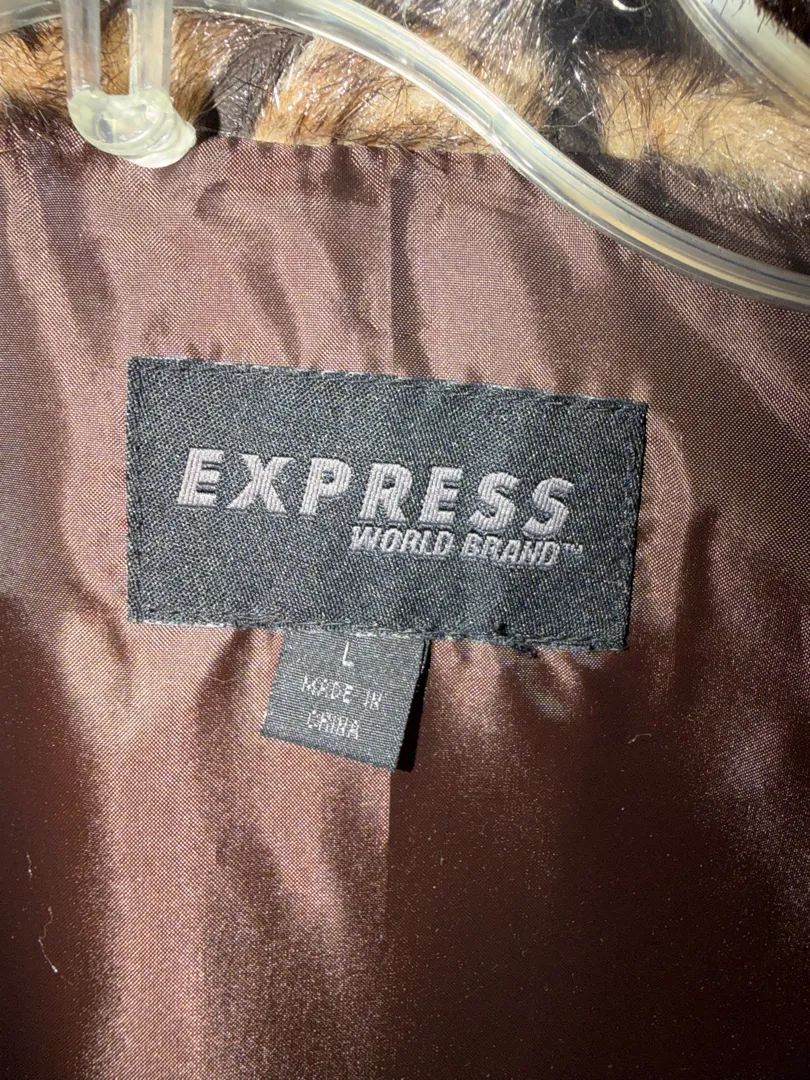 EXPRESS
WORLD BRAND™
L
MADE IN
CHINA